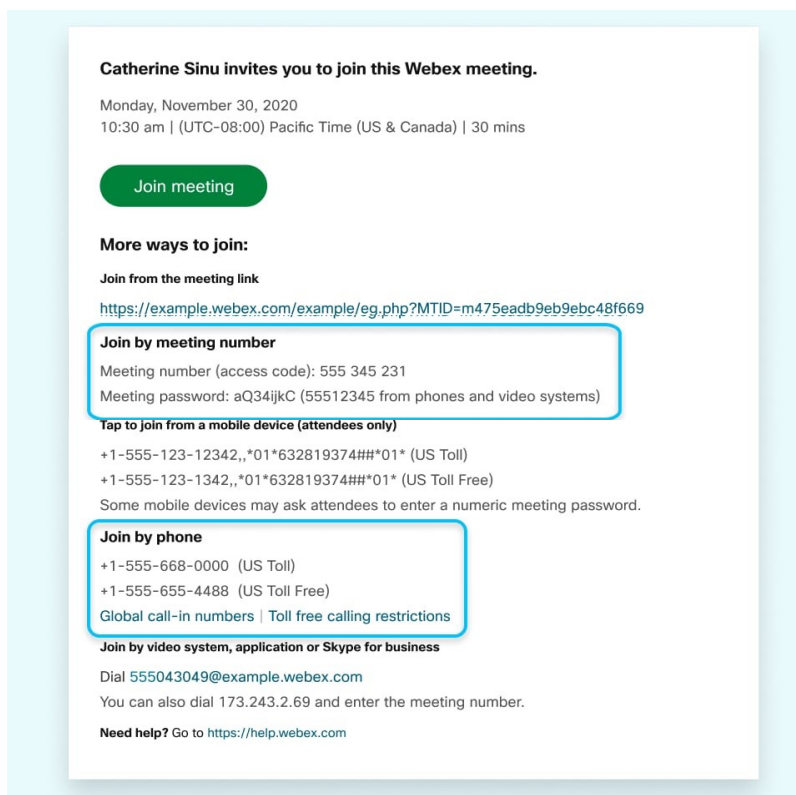 Catherine Sinu invites you to join this Webex meeting.
Monday, November 30, 2020
10:30 am | (UTC-08:00) Pacific Time (US & Canada) | 30 mins
Join meeting
More ways to join:
Join from the meeting link
https://example.webex.com/example/eg.php?MTID=m475eadb9eb9ebc48f669
Join by meeting number
Meeting number (access code): 555 345 231
Meeting password: aQ34ijkC (55512345 from phones and video systems)
Tap to join from a mobile device (attendees only)
+1-555-123-12342,,*01*632819374##*01* (US Toll)
+1-555-123-1342,,*01*632819374##*01* (US Toll Free)
Some mobile devices may ask attendees to enter a numeric meeting password.
Join by phone
+1-555-668-0000 (US Toll)
+1-555-655-4488 (US Toll Free)
Global call-in numbers | Toll free calling restrictions
Join by video system, application or Skype for business
Dial 555043049@example.webex.com
You can also dial 173.243.2.69 and enter the meeting number.
Need help? Go to https://help.webex.com